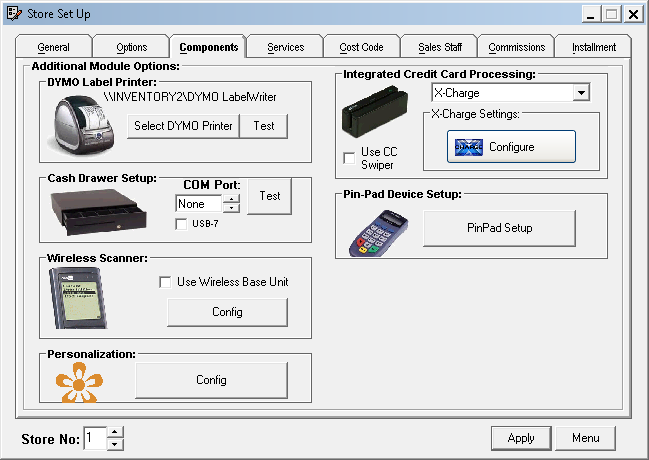 Store Set Up
General Options Components Services Cost Code Sales Staff Commissions Installment
Additional Module Options:
DYMO Label Printer:
\\INVENTORY2\DYMO LabelWriter
Select DYMO Printer Test
Cash Drawer Setup:
COM Port:
None
Test
USB-7
Wireless Scanner:
Use Wireless Base Unit
Config
Personalization:
Config
Integrated Credit Card Processing:
X-Charge
X-Charge Settings:
Configure
Use CC
Swiper
Pin-Pad Device Setup:
PinPad Setup
Store No: 1
Apply Menu